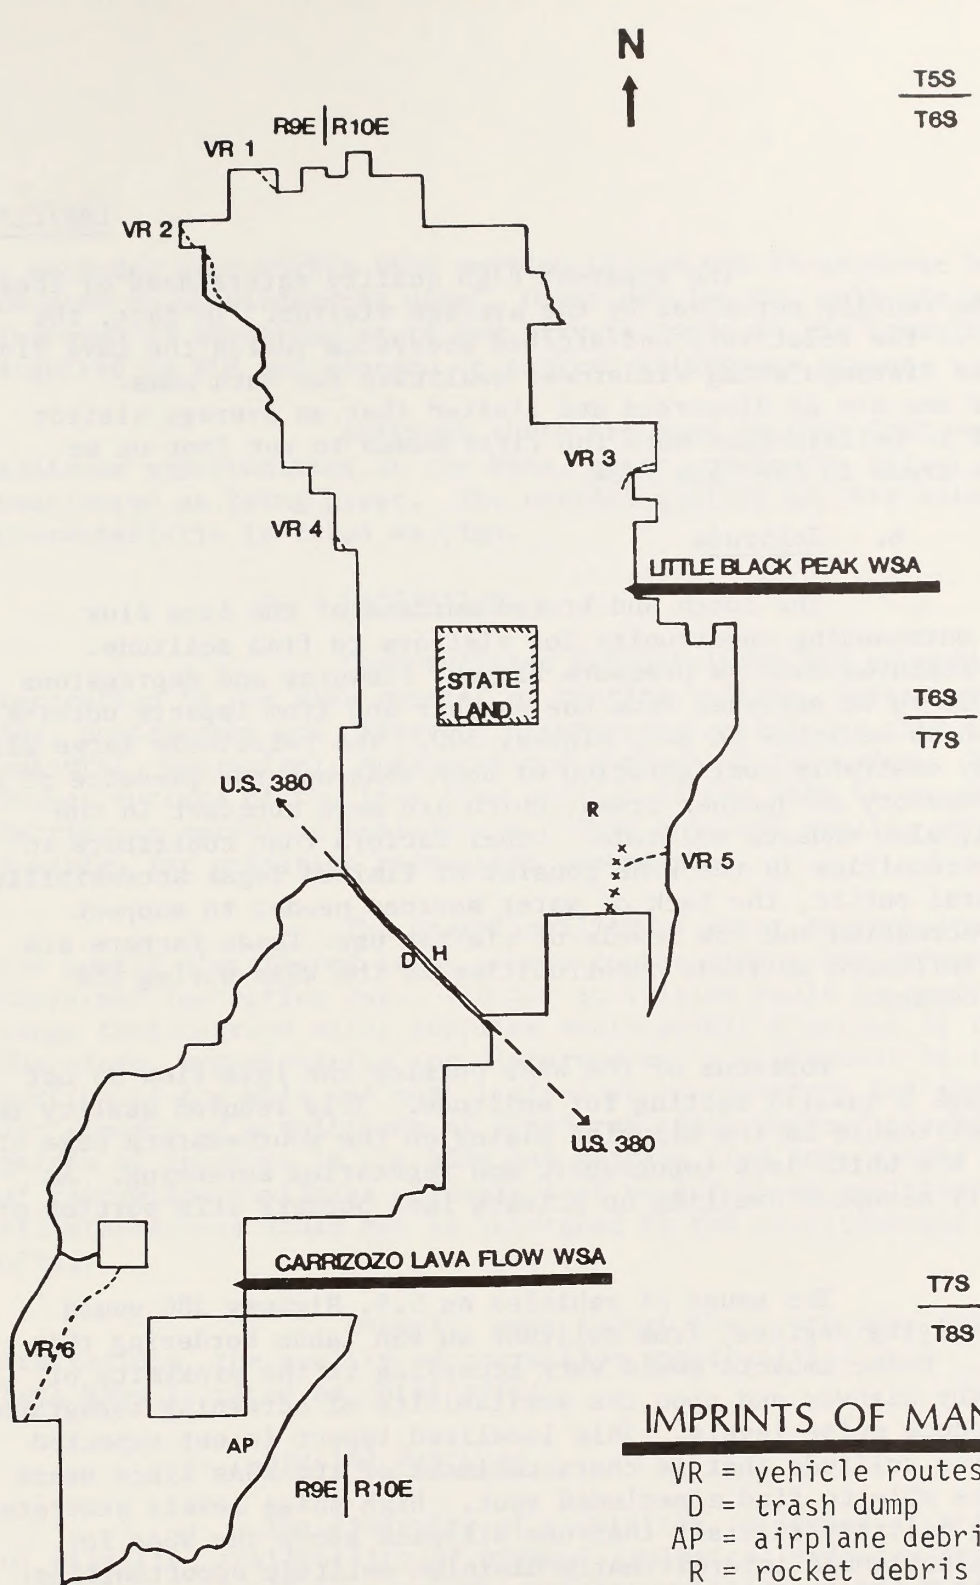 N
T5S
T6S
R9E | R10E
VR 1
VR 2
VR 3
VR 4
LITTLE BLACK PEAK WSA
STATE
LAND
T6S
T7S
U.S. 380
R
VR 5
D H
U.S. 380
CARRIZOZO LAVA FLOW WSA
T7S
T8S
VR 6
AP
R9E | R10E
IMPRINTS OF MAN
VR = vehicle routes
D = trash dump
AP = airplane debri
R = rocket debris